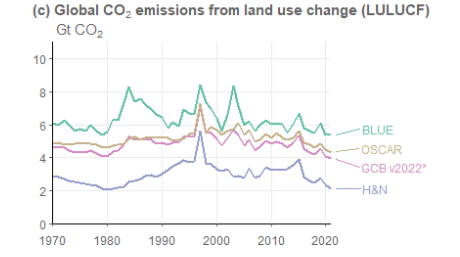 (c) Global CO₂ emissions from land use change (LULUCF)
Gt CO₂
10
8
6
4
2
0
BLUE
OSCAR
GCB v2022*
H&N
1970 1980 1990 2000 2010 2021